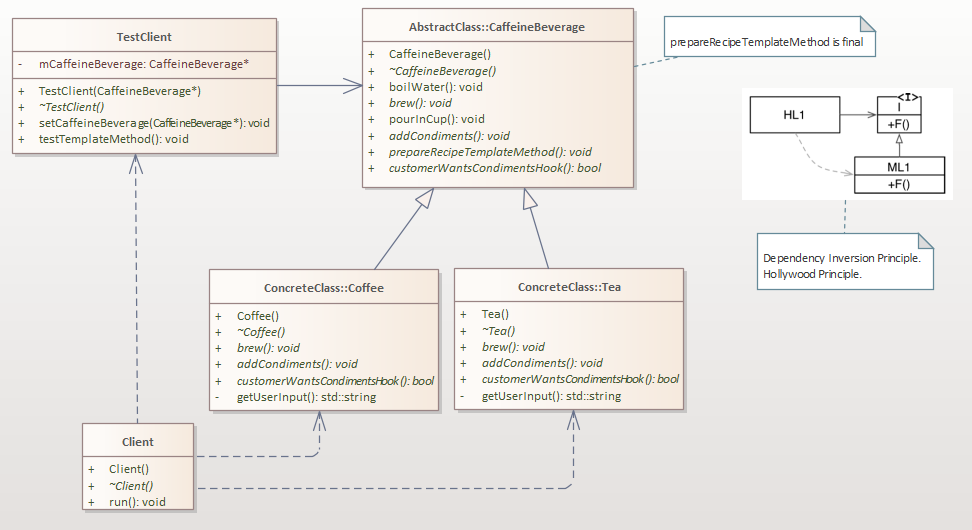 TestClient
- mCaffeineBeverage: CaffeineBeverage*
+ TestClient(CaffeineBeverage*)
+ ~TestClient()
+ setCaffeineBeverage(CaffeineBeverage*): void
+ testTemplateMethod(): void
AbstractClass::CaffeineBeverage
+ CaffeineBeverage()
+ ~CaffeineBeverage()
+ boilWater(): void
+ brew(): void
+ pourInCup(): void
+ addCondiments(): void
+ prepareRecipeTemplateMethod(): void
+ customerWantsCondimentsHook(): bool
prepareRecipeTemplateMethod is final
HL1
<I>
I
+F()
ML1
+F()
Dependency Inversion Principle.
Hollywood Principle.
ConcreteClass::Coffee
+ Coffee()
+ ~Coffee()
+ brew(): void
+ addCondiments(): void
+ customerWantsCondimentsHook(): bool
- getUserInput(): std::string
ConcreteClass::Tea
+ Tea()
+ ~Tea()
+ brew(): void
+ addCondiments(): void
+ customerWantsCondimentsHook(): bool
- getUserInput(): std::string
Client
+ Client()
+ ~Client()
+ run(): void